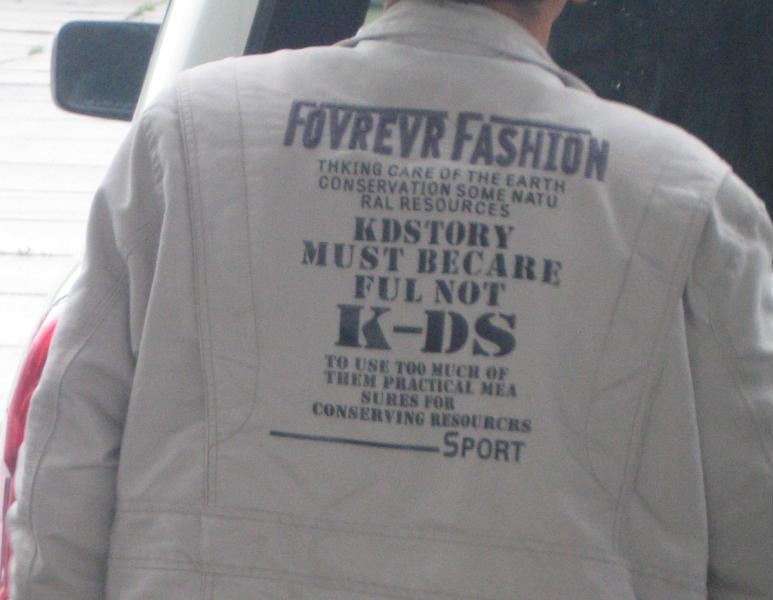 FOVREVR FASHION
THKING CARE OF THE EARTH
CONSERVATION SOME NATU
RAL RESOURCES
KDSTORY
MUST BECARE
FUL NOT
K-DS
TO USE TOO MUCH OF
THEM PRACTICAL MEA
SURES FOR
CONSERVING RESOURCRS
SPORT